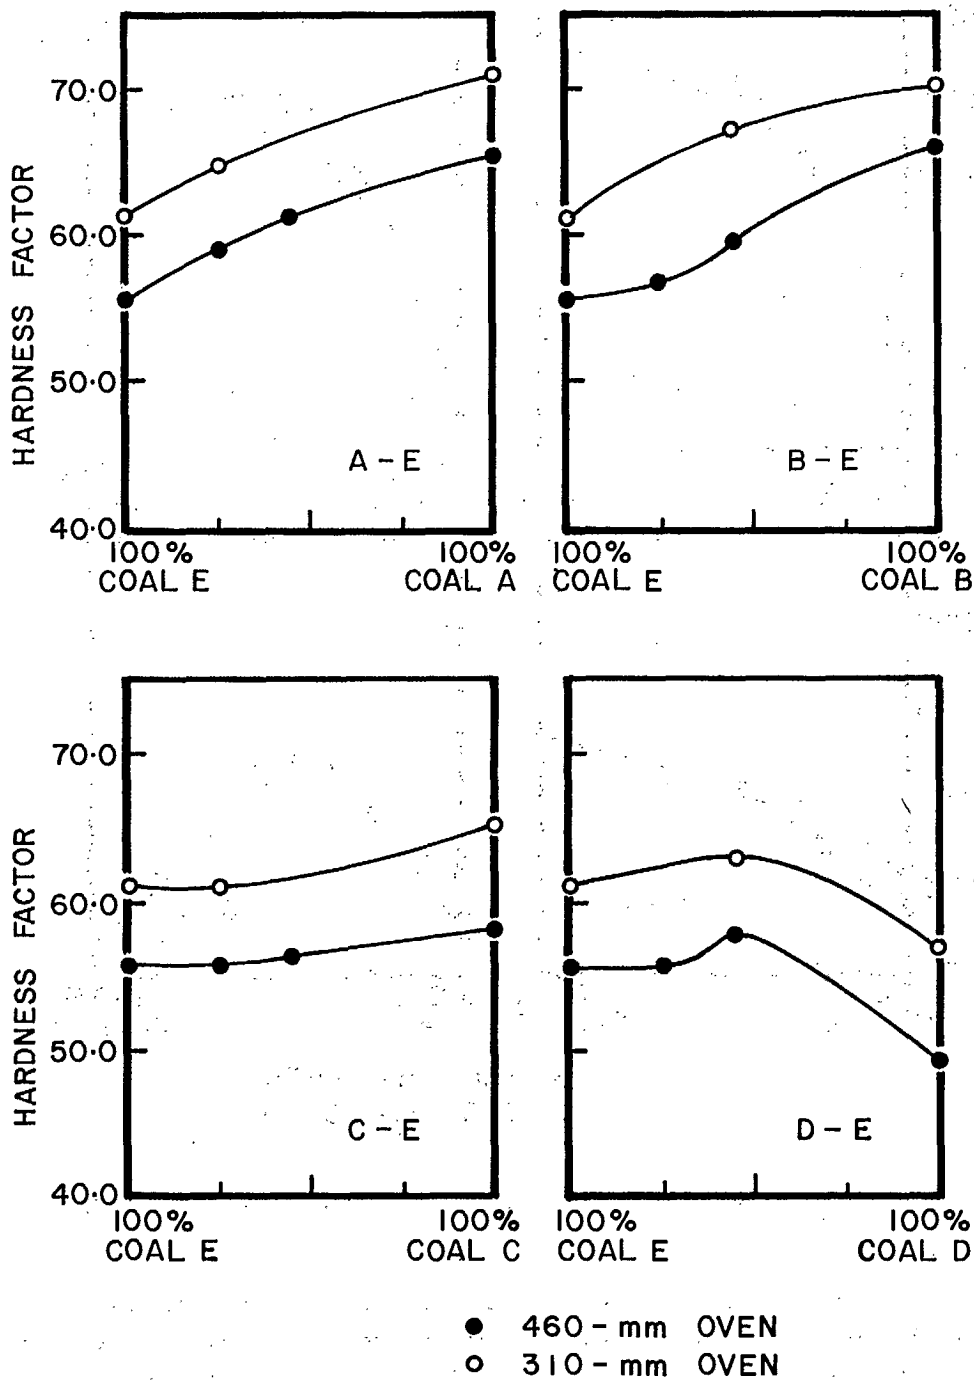 HARDNESS FACTOR
70·0
60·0
50·0
40·0
A-E
100% COAL E
100% COAL A
B-E
100% COAL E
100% COAL B
HARDNESS FACTOR
70·0
60·0
50·0
40·0
C-E
100% COAL E
100% COAL C
D-E
100% COAL E
100% COAL D
● 460-mm OVEN
○ 310-mm OVEN